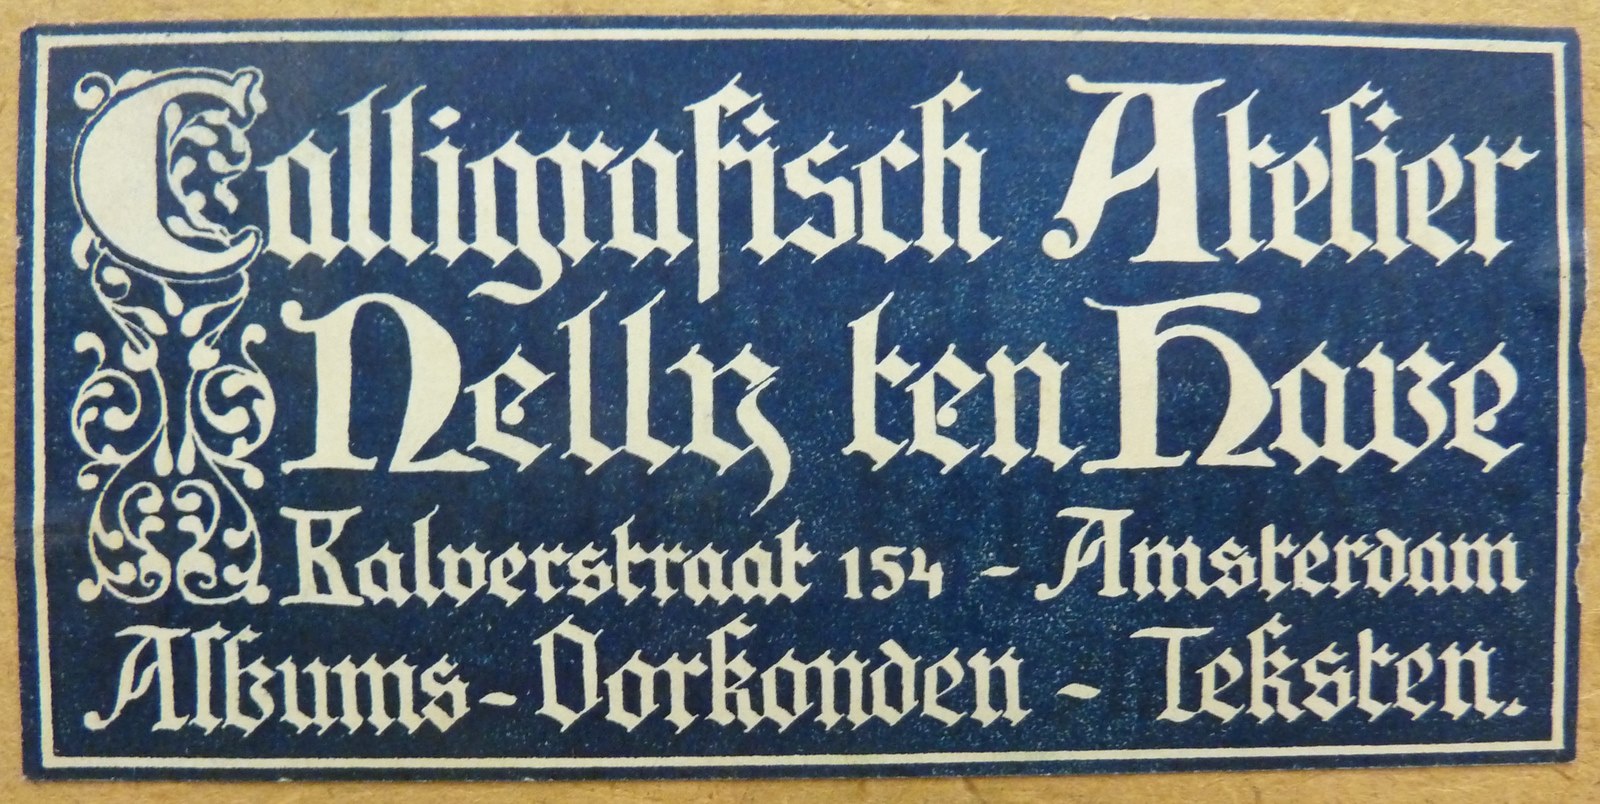 Calligrafisch Atelier
Nelly ten Have
Kalverstraat 154 - Amsterdam
Albums - Oorkonden - Teksten.